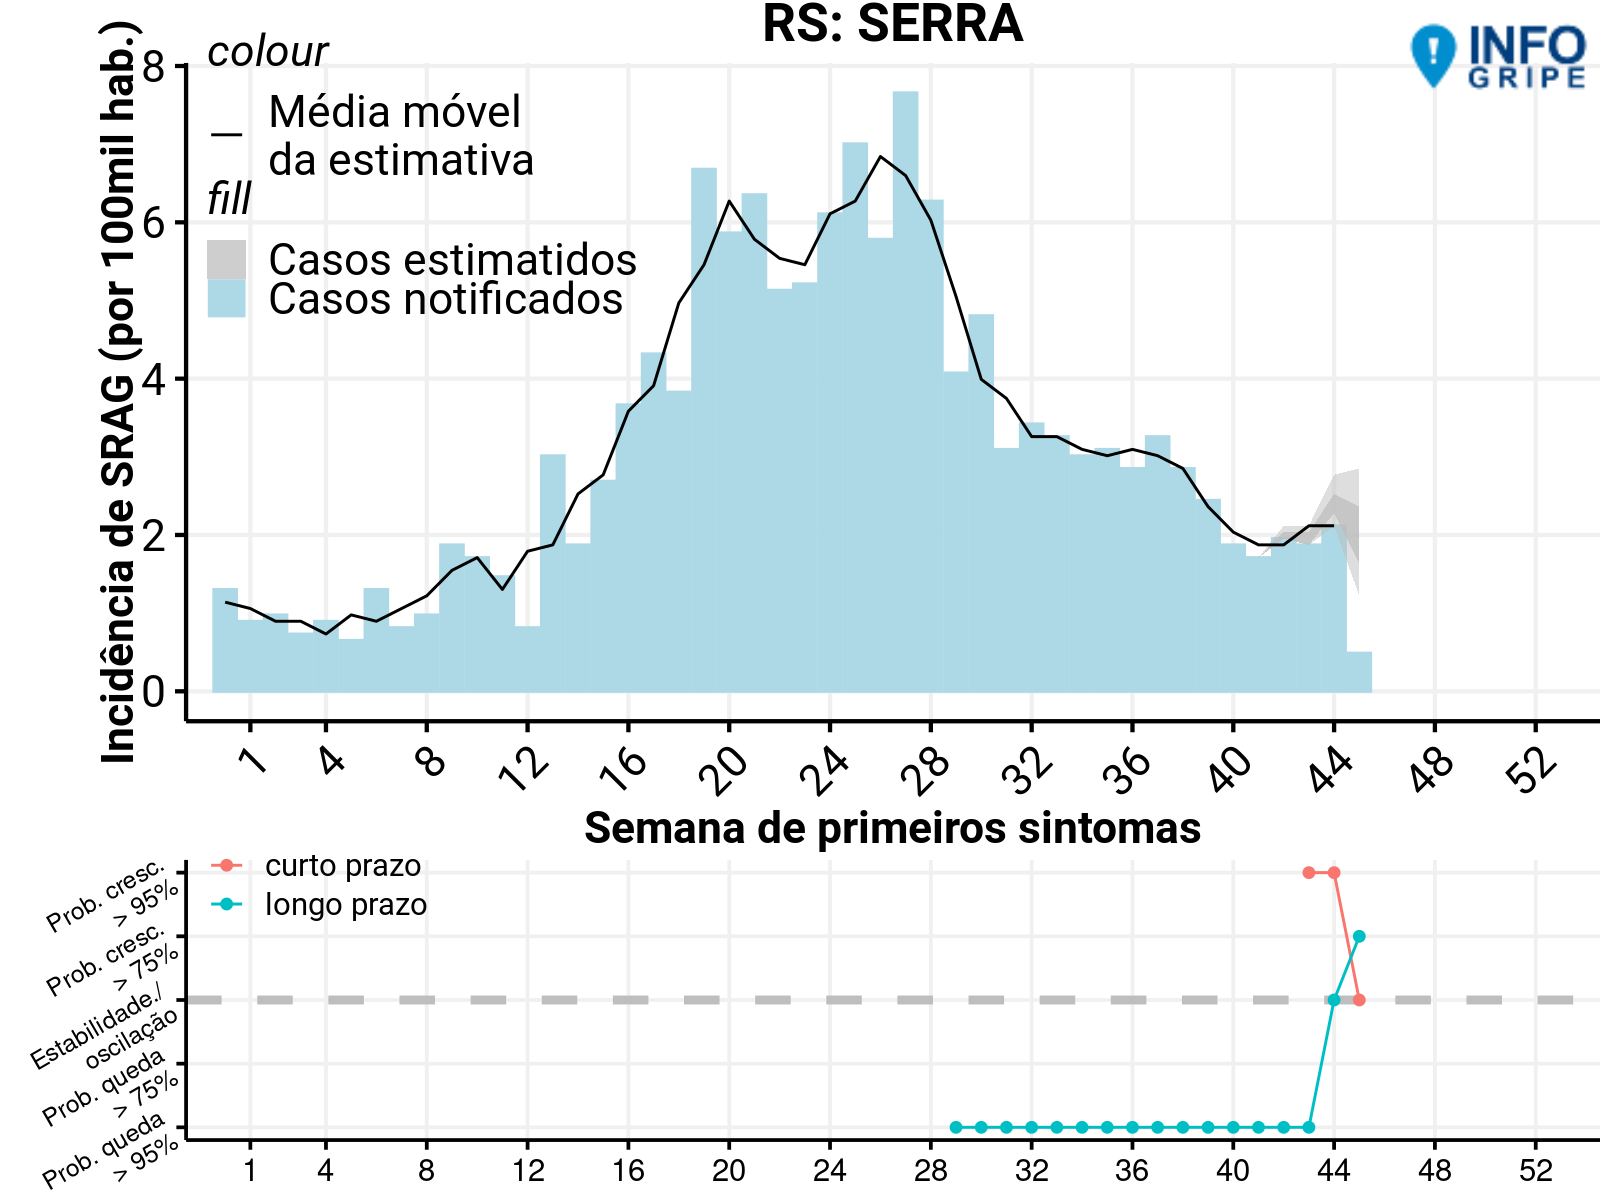 RS: SERRA
INFO
GRIPE
Incidência de SRAG (por 100mil hab.)
colour
Média móvel
da estimativa
fill
Casos estimatidos
Casos notificados
8
6
4
2
0
1 4 8 12 16 20 24 28 32 36 40 44 48 52
Semana de primeiros sintomas
curto prazo
longo prazo
Prob. cresc.
> 95%
Prob. cresc.
> 75%
Estabilidade./
oscilação
Prob. queda
> 75%
Prob. queda
> 95%
1 4 8 12 16 20 24 28 32 36 40 44 48 52